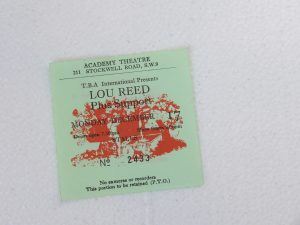 ACADEMY THEATRE
211 STOCKWELL ROAD, S.W.9
T.B.A International Presents
LOU REED
Plus Support
MONDAY DECEMBER 17
No 2433
No cameras or recorders
This portion to be retained (P.T.O.)